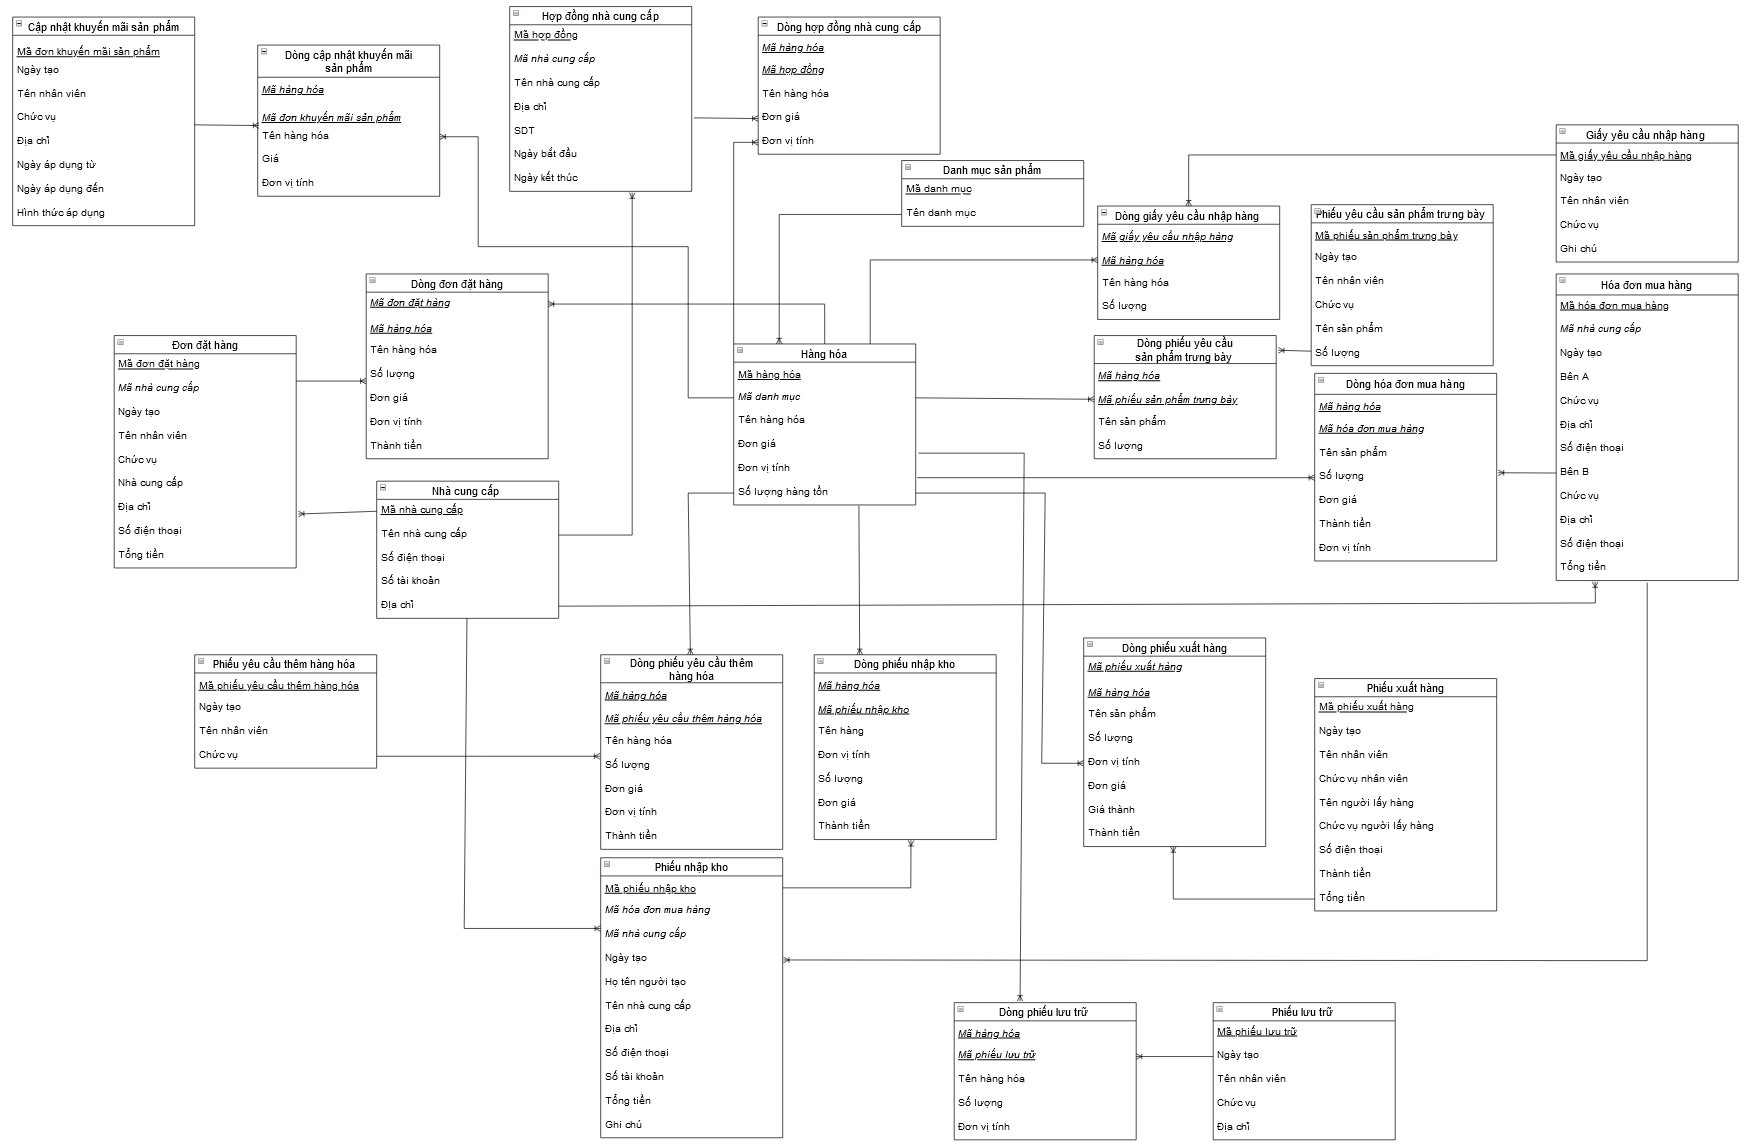 Cập nhật khuyến mãi sản phẩm
Mã đơn khuyến mãi sản phẩm
Ngày tạo
Tên nhân viên
Chức vụ
Địa chỉ
Ngày áp dụng từ
Ngày áp dụng đến
Hình thức áp dụng
Dòng cập nhật khuyến mãi
sản phẩm
Mã hàng hóa
Mã đơn khuyến mãi sản phẩm
Tên hàng hóa
Giá
Đơn vị tính
Hợp đồng nhà cung cấp
Mã hợp đồng
Mã nhà cung cấp
Tên nhà cung cấp
Địa chỉ
SDT
Ngày bắt đầu
Ngày kết thúc
Dòng hợp đồng nhà cung cấp
Mã hàng hóa
Mã hợp đồng
Tên hàng hóa
Đơn giá
Đơn vị tính
Danh mục sản phẩm
Mã danh mục
Tên danh mục
Dòng giấy yêu cầu nhập hàng
Mã giấy yêu cầu nhập hàng
Mã hàng hóa
Tên hàng hóa
Số lượng
Phiếu yêu cầu sản phẩm trưng bày
Mã phiếu sản phẩm trưng bày
Ngày tạo
Tên nhân viên
Chức vụ
Tên sản phẩm
Số lượng
Giấy yêu cầu nhập hàng
Mã giấy yêu cầu nhập hàng
Ngày tạo
Tên nhân viên
Chức vụ
Ghi chú
Dòng đơn đặt hàng
Mã đơn đặt hàng
Mã hàng hóa
Tên hàng hóa
Số lượng
Đơn giá
Đơn vị tính
Thành tiền
Đơn đặt hàng
Mã đơn đặt hàng
Mã nhà cung cấp
Ngày tạo
Tên nhân viên
Chức vụ
Nhà cung cấp
Địa chỉ
Số điện thoại
Tổng tiền
Hàng hóa
Mã hàng hóa
Mã danh mục
Tên hàng hóa
Đơn giá
Đơn vị tính
Số lượng hàng tồn
Dòng phiếu yêu cầu
sản phẩm trưng bày
Mã hàng hóa
Mã phiếu sản phẩm trưng bày
Tên sản phẩm
Số lượng
Dòng hóa đơn mua hàng
Mã hàng hóa
Mã hóa đơn mua hàng
Tên sản phẩm
Số lượng
Đơn giá
Thành tiền
Đơn vị tính
Hóa đơn mua hàng
Mã hóa đơn mua hàng
Mã nhà cung cấp
Ngày tạo
Bên A
Chức vụ
Địa chỉ
Số điện thoại
Bên B
Chức vụ
Địa chỉ
Số điện thoại
Tổng tiền
Nhà cung cấp
Mã nhà cung cấp
Tên nhà cung cấp
Số điện thoại
Số tài khoản
Địa chỉ
Phiếu yêu cầu thêm hàng hóa
Mã phiếu yêu cầu thêm hàng hóa
Ngày tạo
Tên nhân viên
Chức vụ
Dòng phiếu yêu cầu thêm
hàng hóa
Mã hàng hóa
Mã phiếu yêu cầu thêm hàng hóa
Tên hàng hóa
Số lượng
Đơn giá
Đơn vị tính
Thành tiền
Dòng phiếu nhập kho
Mã hàng hóa
Mã phiếu nhập kho
Tên hàng
Đơn vị tính
Số lượng
Đơn giá
Thành tiền
Dòng phiếu xuất hàng
Mã phiếu xuất hàng
Mã hàng hóa
Tên sản phẩm
Số lượng
Đơn vị tính
Đơn giá
Giá thành
Thành tiền
Phiếu xuất hàng
Mã phiếu xuất hàng
Ngày tạo
Tên nhân viên
Chức vụ nhân viên
Tên người lấy hàng
Chức vụ người lấy hàng
Số điện thoại
Thành tiền
Tổng tiền
Phiếu nhập kho
Mã phiếu nhập kho
Mã hóa đơn mua hàng
Mã nhà cung cấp
Ngày tạo
Họ tên người tạo
Tên nhà cung cấp
Địa chỉ
Số điện thoại
Số tài khoản
Tổng tiền
Ghi chú
Dòng phiếu lưu trữ
Mã hàng hóa
Mã phiếu lưu trữ
Tên hàng hóa
Số lượng
Đơn vị tính
Phiếu lưu trữ
Mã phiếu lưu trữ
Ngày tạo
Tên nhân viên
Chức vụ
Địa chỉ